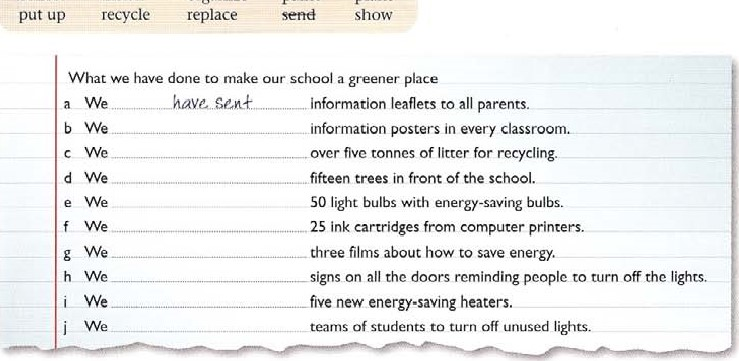 put up recycle replace send show
What we have done to make our school a greener place
a We have sent information leaflets to all parents.
b We information posters in every classroom.
c We over five tonnes of litter for recycling.
d We fifteen trees in front of the school.
e We 50 light bulbs with energy-saving bulbs.
f We 25 ink cartridges from computer printers.
g We three films about how to save energy.
h We signs on all the doors reminding people to turn off the lights.
i We five new energy-saving heaters.
j We teams of students to turn off unused lights.